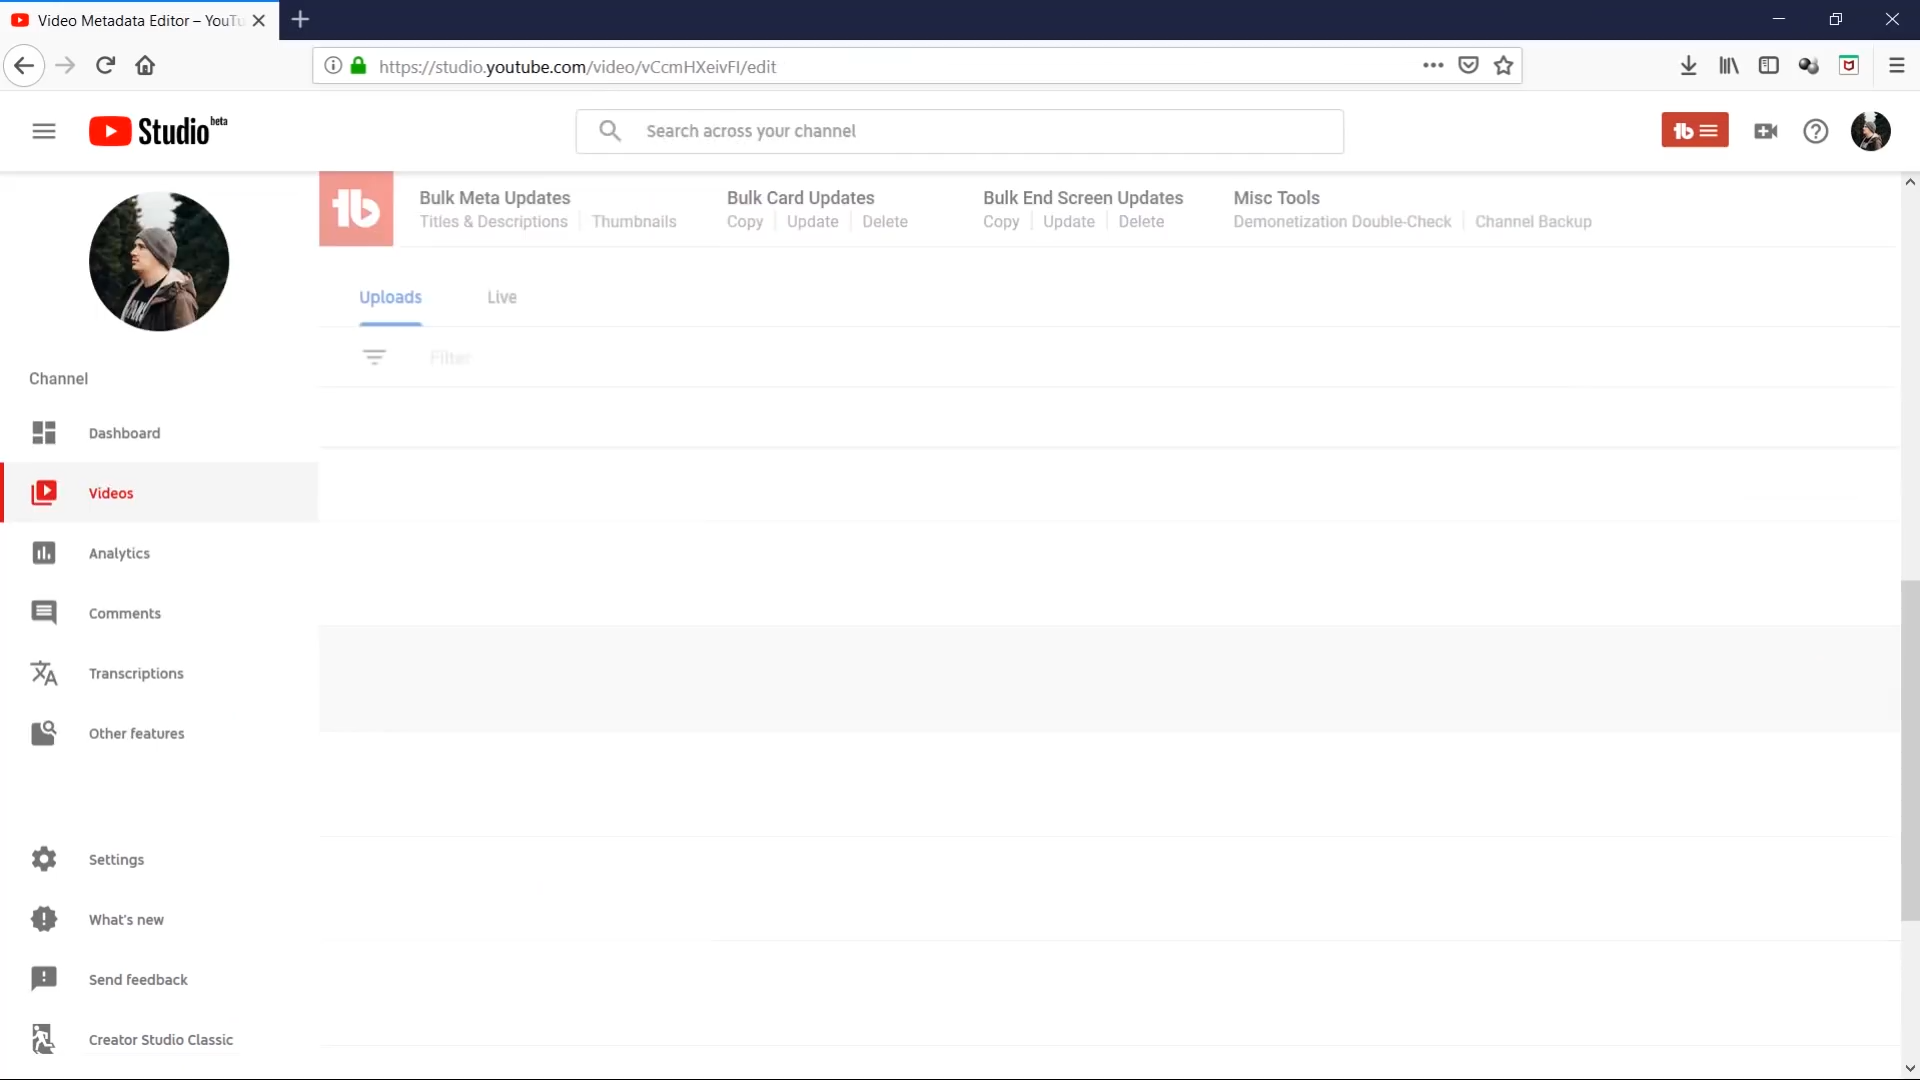 Video Metadata Editor – YouTu
https://studio.youtube.com/video/vCcmHXeivFI/edit
Studio beta
Search across your channel
tb
tb
Bulk Meta Updates
Titles & Descriptions
Thumbnails
Bulk Card Updates
Copy
Update
Delete
Bulk End Screen Updates
Copy
Update
Delete
Misc Tools
Demonetization Double-Check
Channel Backup
Uploads
Live
Filter
Channel
Dashboard
Videos
Analytics
Comments
Transcriptions
Other features
Settings
What's new
Send feedback
Creator Studio Classic